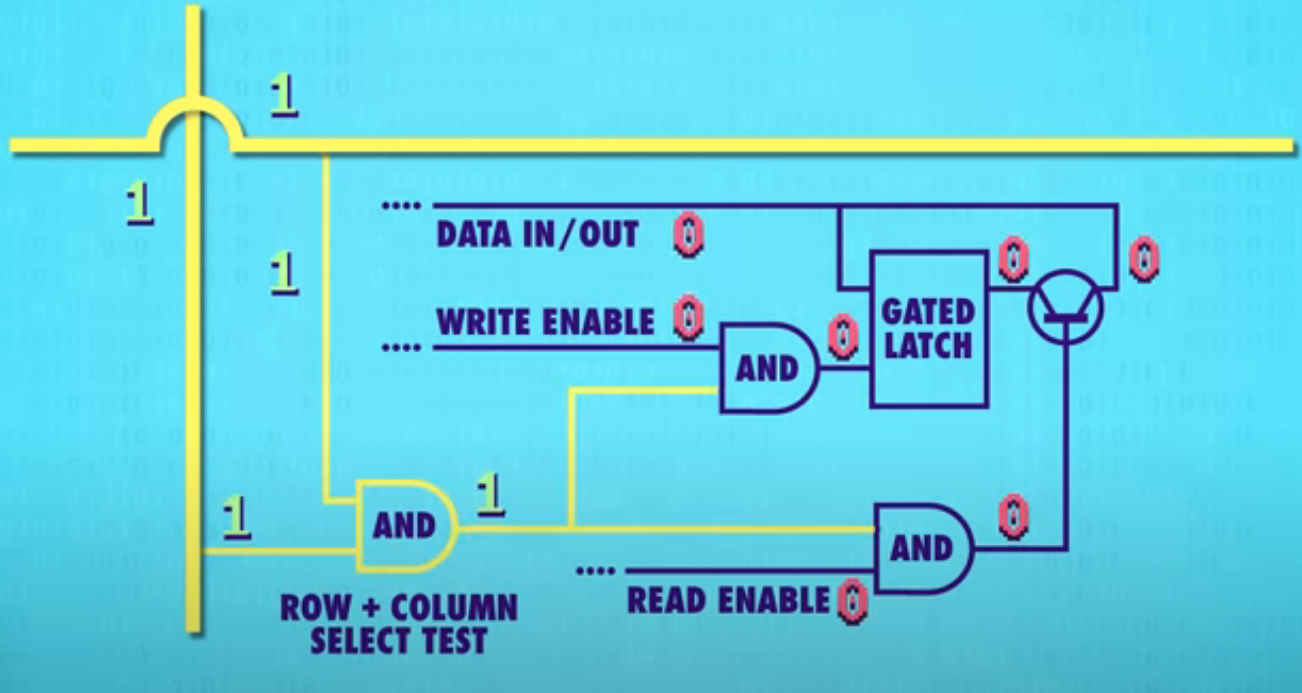 1
1
DATA IN/OUT 0
0
0
1
WRITE ENABLE 0
0
GATED
LATCH
AND
1
1
AND
0
AND
READ ENABLE 0
ROW + COLUMN
SELECT TEST